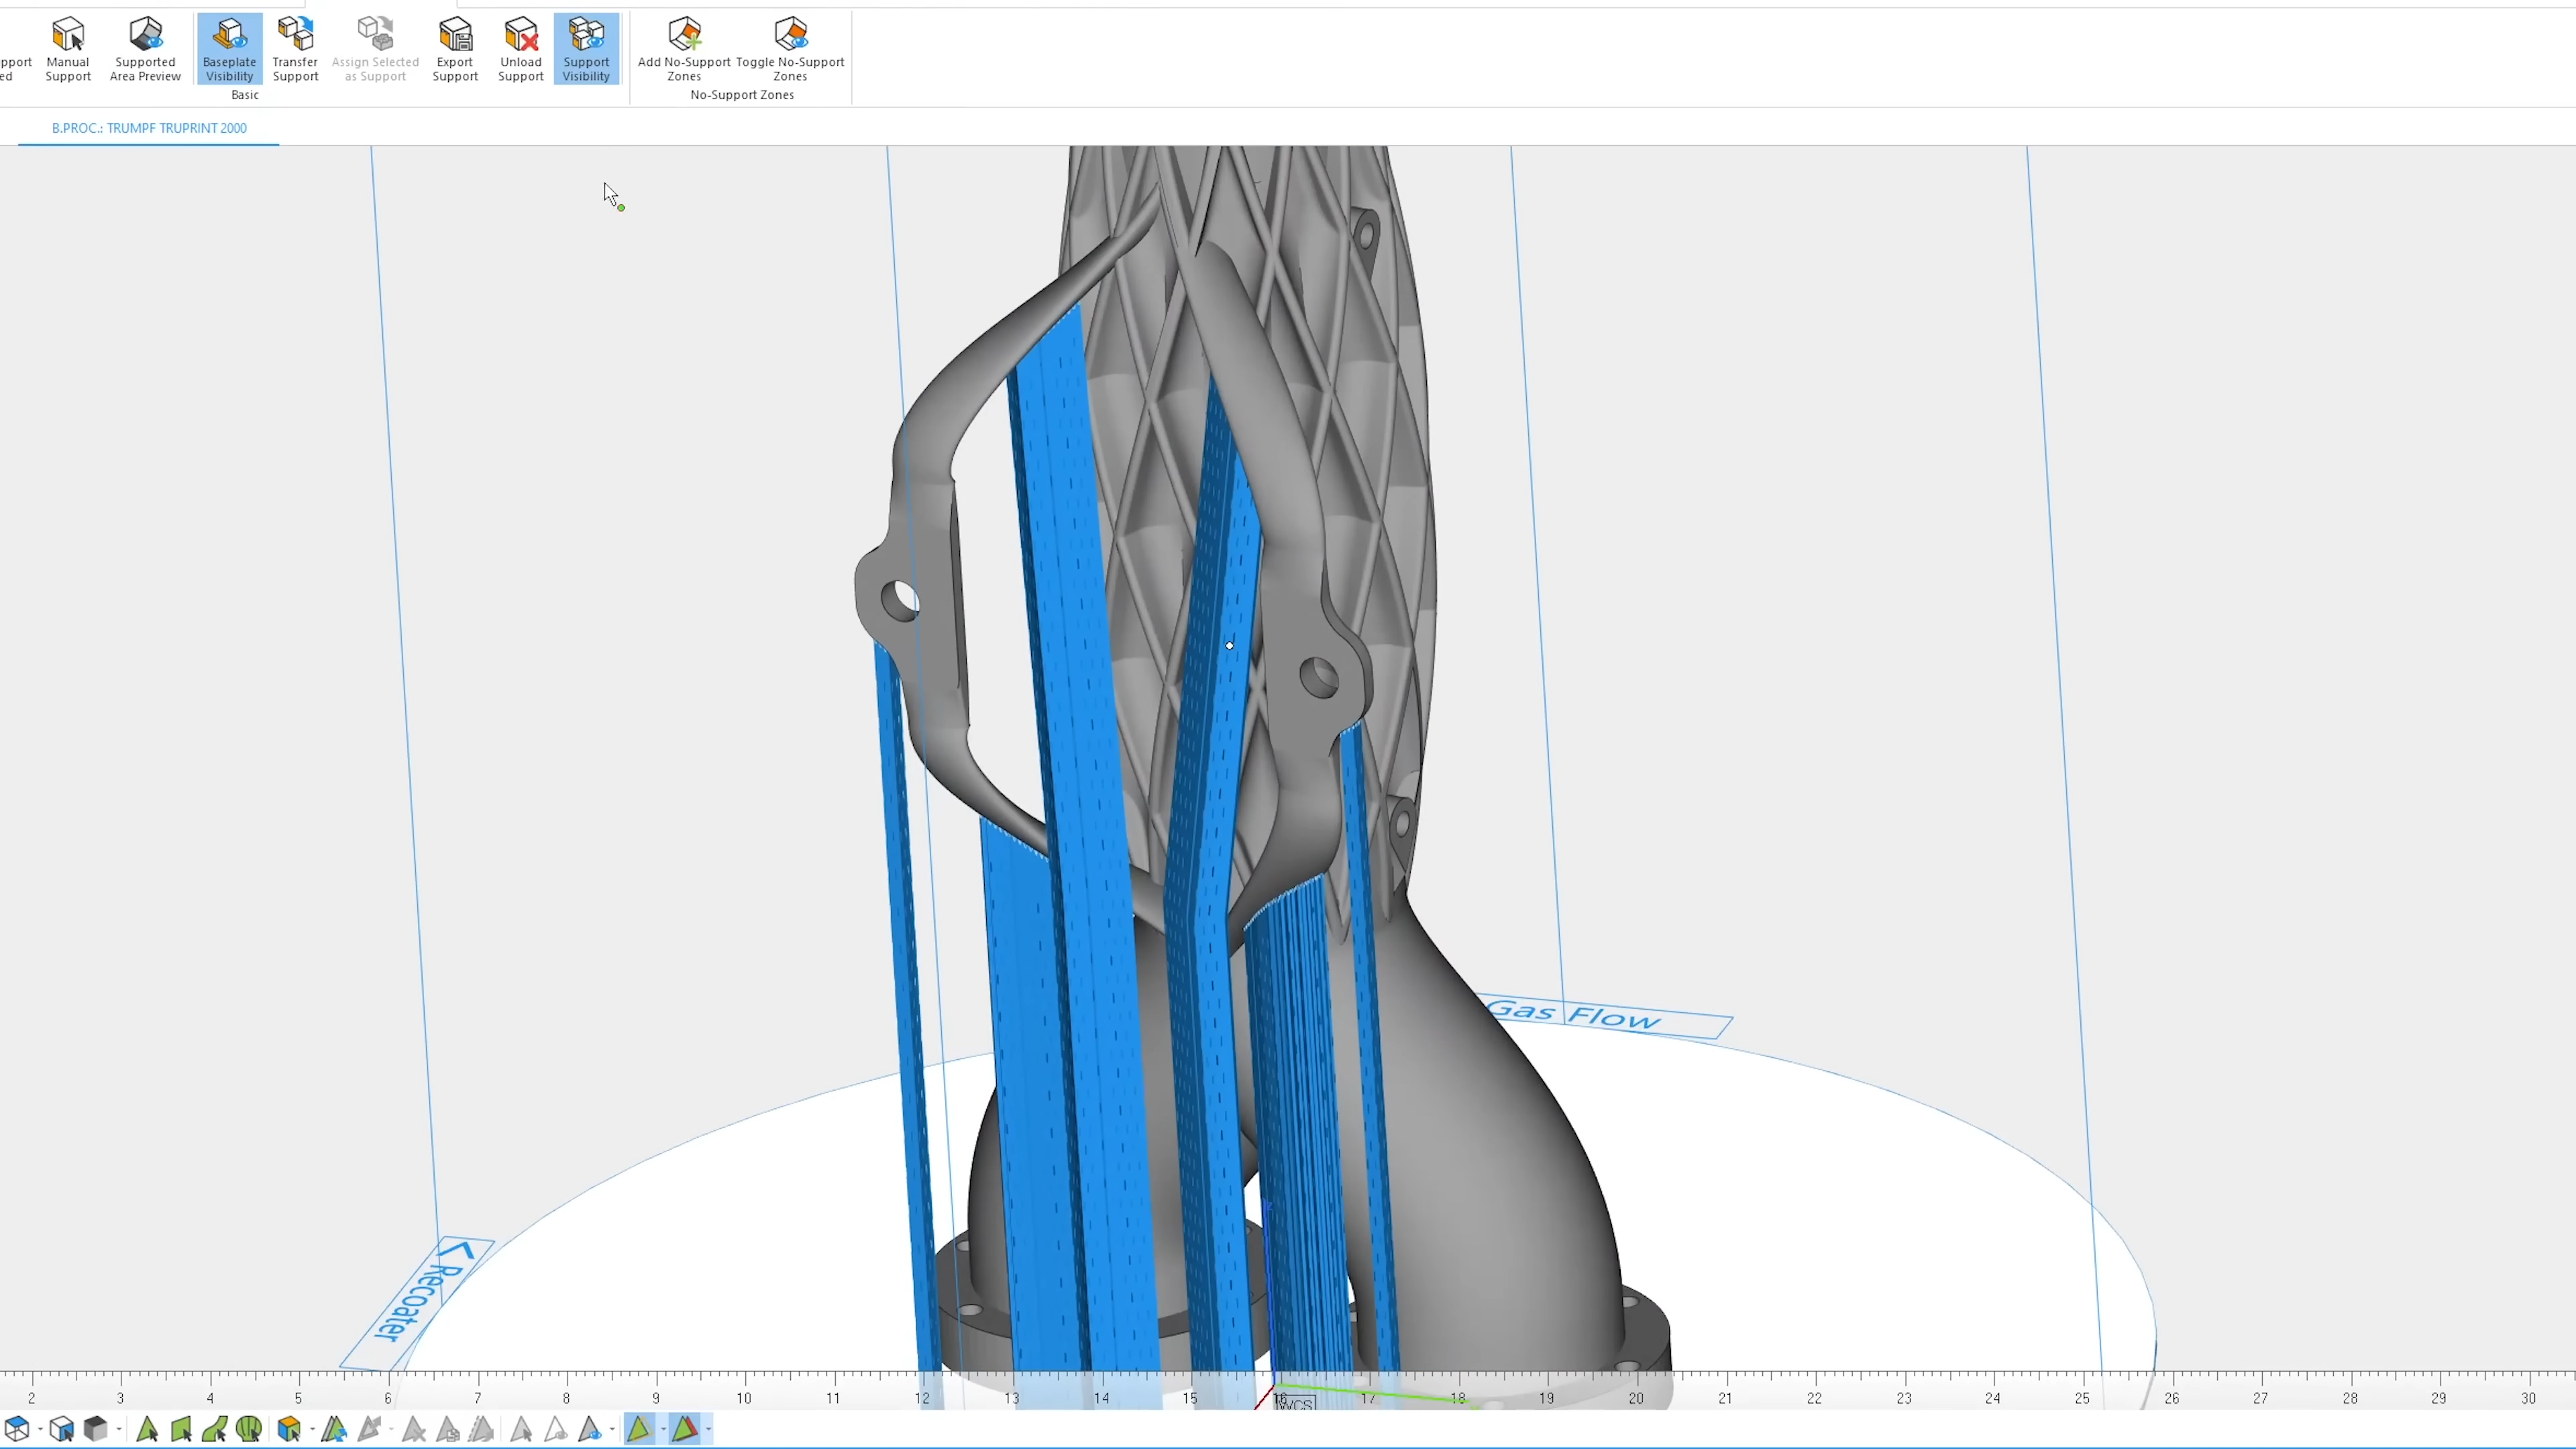 pport
ed
Manual
Support
Supported
Area Preview
Baseplate
Visibility
Transfer
Support
Assign Selected
as Support
Export
Support
Unload
Support
Support
Visibility
Add No-Support
Zones
Toggle No-Support
Zones
Basic
No-Support Zones
B.PROC.: TRUMPF TRUPRINT 2000
Gas Flow
< Recoater
2 3 4 5 6 7 8 9 10 11 12 13 14 15 16 17 18 19 20 21 22 23 24 25 26 27 28 29 30
WCS